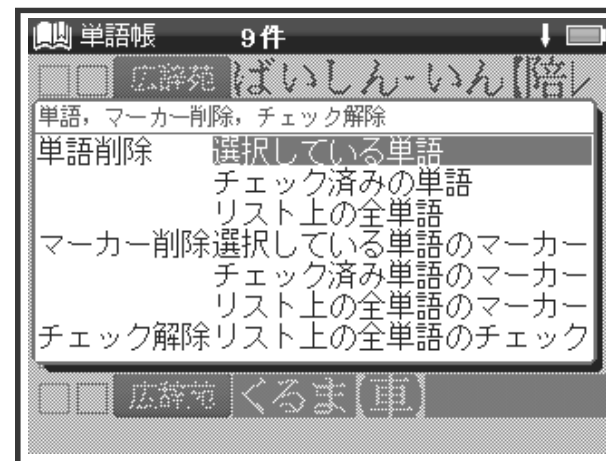 単語帳 9件
広辞苑 ばいしん‐いん【陪
単語，マーカー削除，チェック解除
単語削除 選択している単語
チェック済みの単語
リスト上の全単語
マーカー削除 選択している単語のマーカー
チェック済み単語のマーカー
リスト上の全単語のマーカー
チェック解除 リスト上の全単語のチェック
広辞苑 くるま【車】